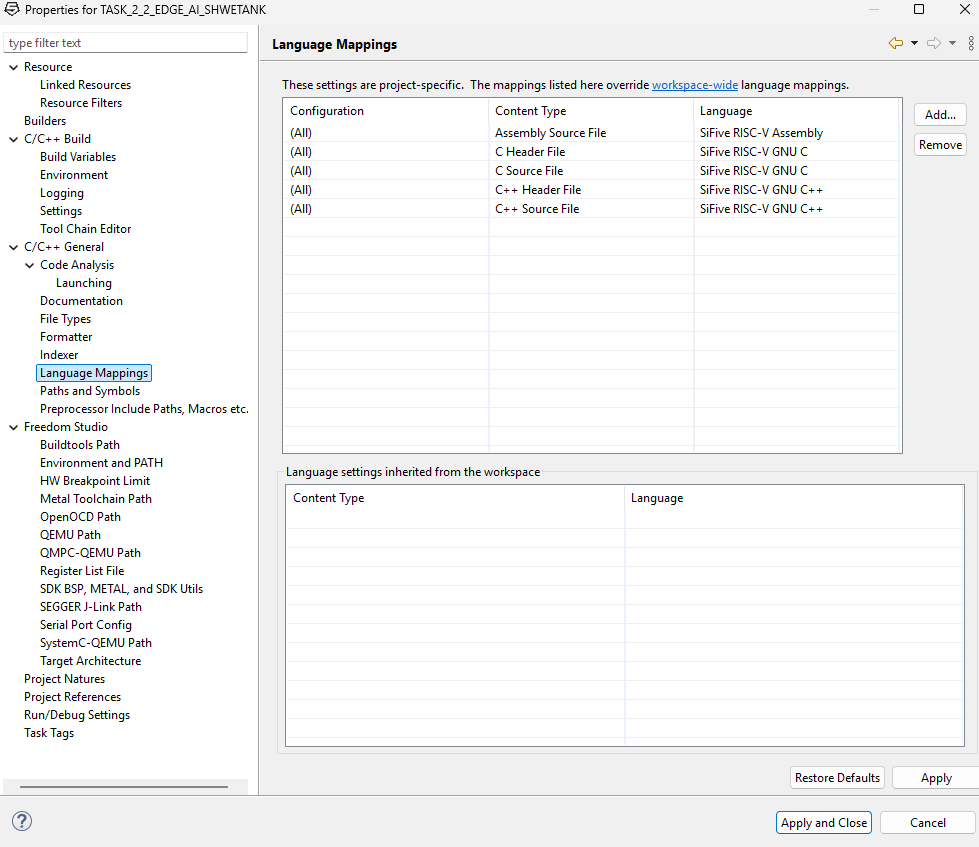 Properties for TASK_2_2_EDGE_AI_SHWETANK
type filter text
Resource
Linked Resources
Resource Filters
Builders
C/C++ Build
Build Variables
Environment
Logging
Settings
Tool Chain Editor
C/C++ General
Code Analysis
Launching
Documentation
File Types
Formatter
Indexer
Language Mappings
Paths and Symbols
Preprocessor Include Paths, Macros etc.
Freedom Studio
Buildtools Path
Environment and PATH
HW Breakpoint Limit
Metal Toolchain Path
OpenOCD Path
QEMU Path
QMPC-QEMU Path
Register List File
SDK BSP, METAL, and SDK Utils
SEGGER J-Link Path
Serial Port Config
SystemC-QEMU Path
Target Architecture
Project Natures
Project References
Run/Debug Settings
Task Tags
Language Mappings
These settings are project-specific.  The mappings listed here override workspace-wide language mappings.
Configuration Content Type Language
(All) Assembly Source File SiFive RISC-V Assembly
(All) C Header File SiFive RISC-V GNU C
(All) C Source File SiFive RISC-V GNU C
(All) C++ Header File SiFive RISC-V GNU C++
(All) C++ Source File SiFive RISC-V GNU C++
Add...
Remove
Language settings inherited from the workspace
Content Type Language
Restore Defaults Apply
? Apply and Close Cancel